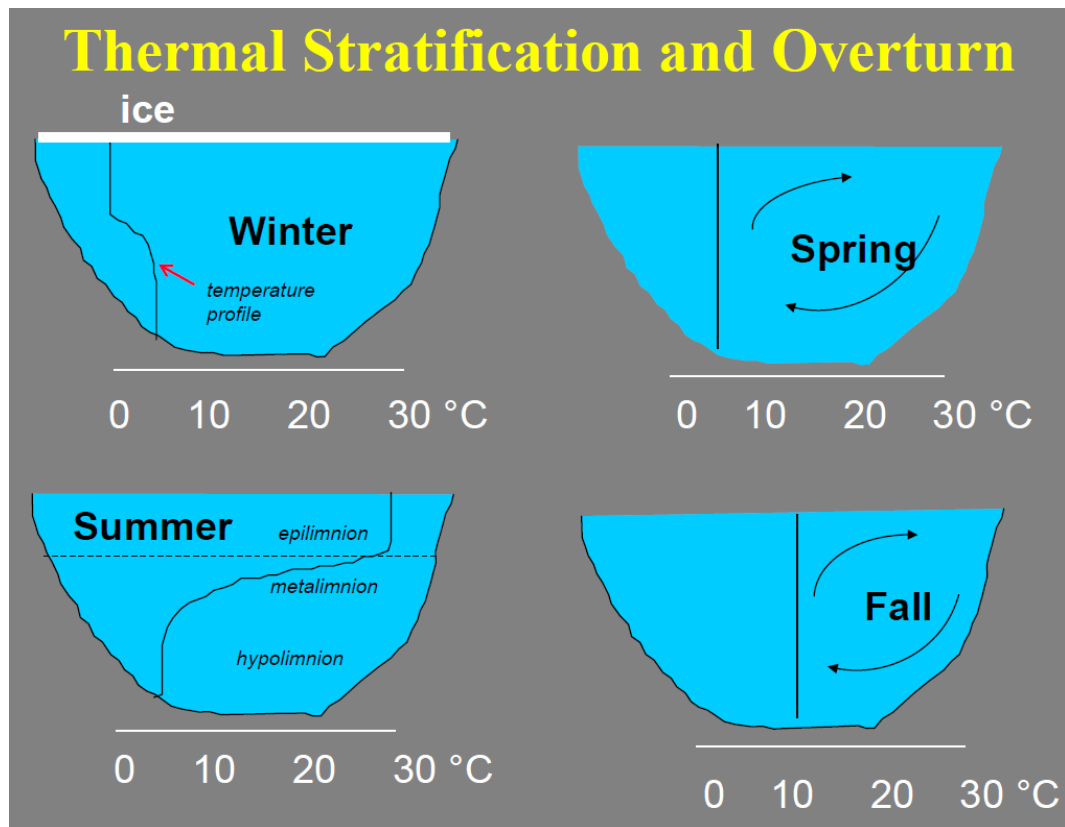 Thermal Stratification and Overturn
ice
Winter
temperature
profile
0 10 20 30 °C
Spring
0 10 20 30 °C
Summer
epilimnion
metalimnion
hypolimnion
0 10 20 30 °C
Fall
0 10 20 30 °C